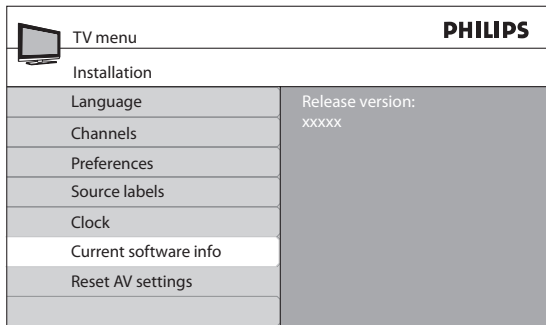 TV menu
PHILIPS
Installation
Language
Channels
Preferences
Source labels
Clock
Current software info
Reset AV settings
Release version:
xxxxx